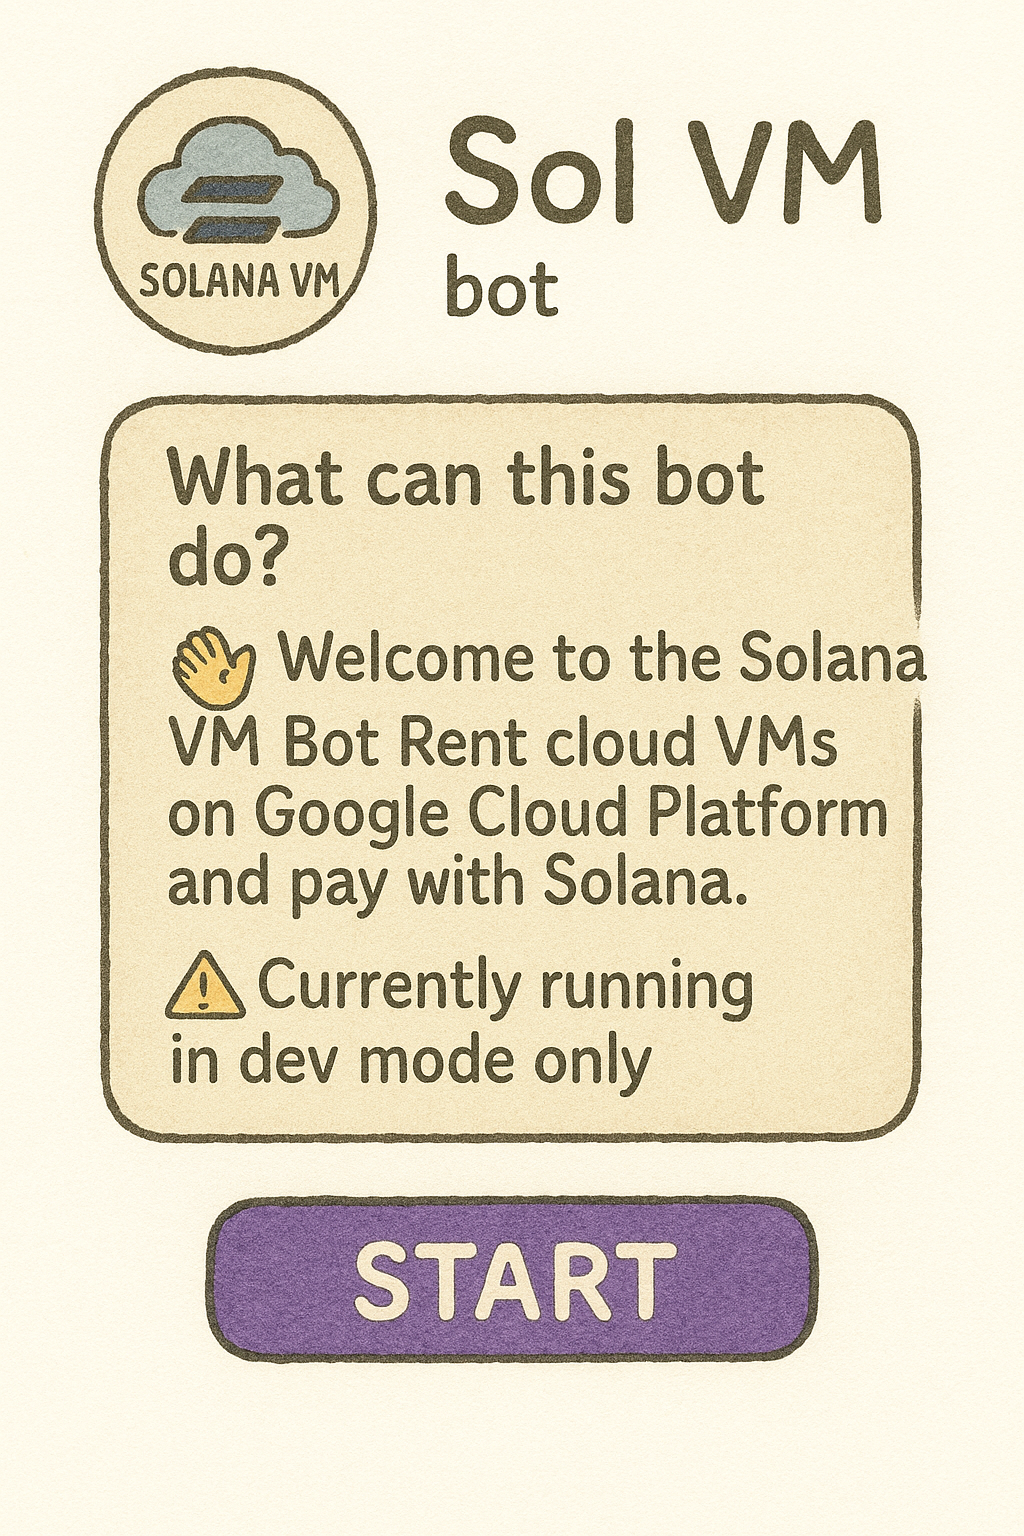 SOLANA VM
Sol VM
bot
What can this bot
do?
👋 Welcome to the Solana
VM Bot Rent cloud VMs
on Google Cloud Platform
and pay with Solana.
⚠️ Currently running
in dev mode only
START